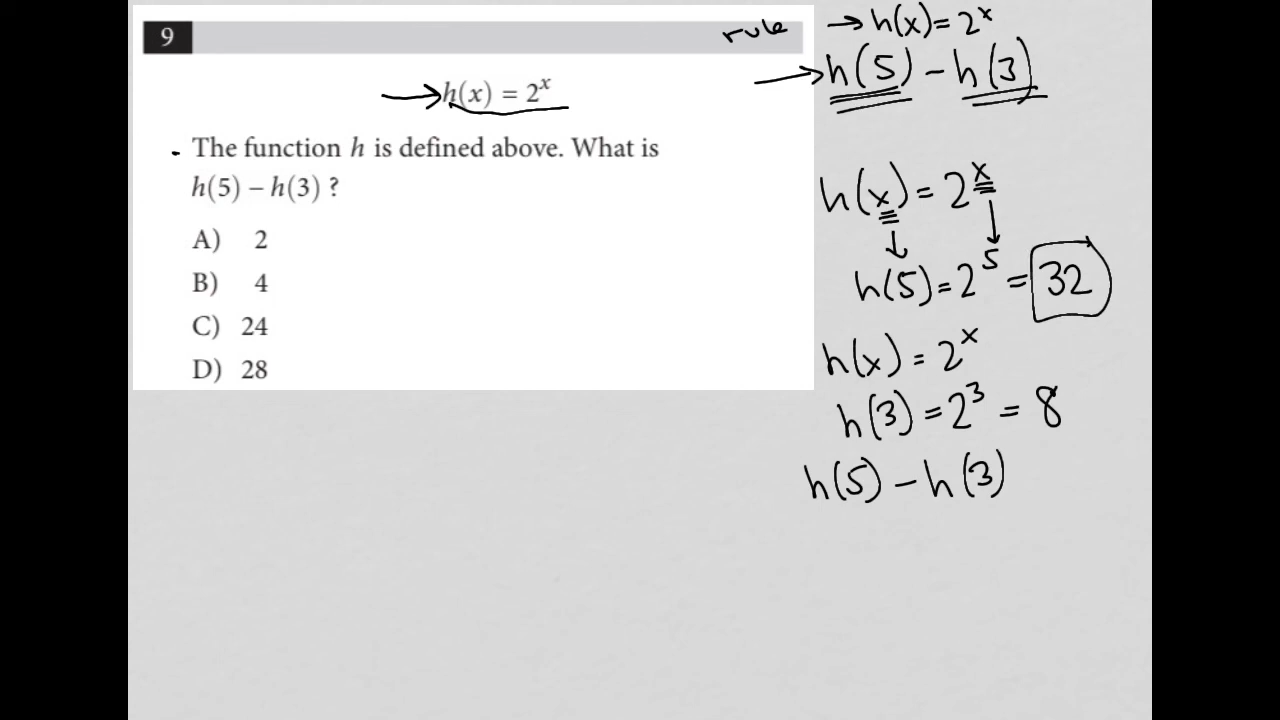 9
h(x) = 2^x
The function h is defined above. What is
h(5) – h(3) ?
A) 2
B) 4
C) 24
D) 28
rule → h(x) = 2^x
→ h(5) – h(3)
h(x) = 2^x
h(5) = 2^5 = 32
h(x) = 2^x
h(3) = 2^3 = 8
h(5) – h(3)